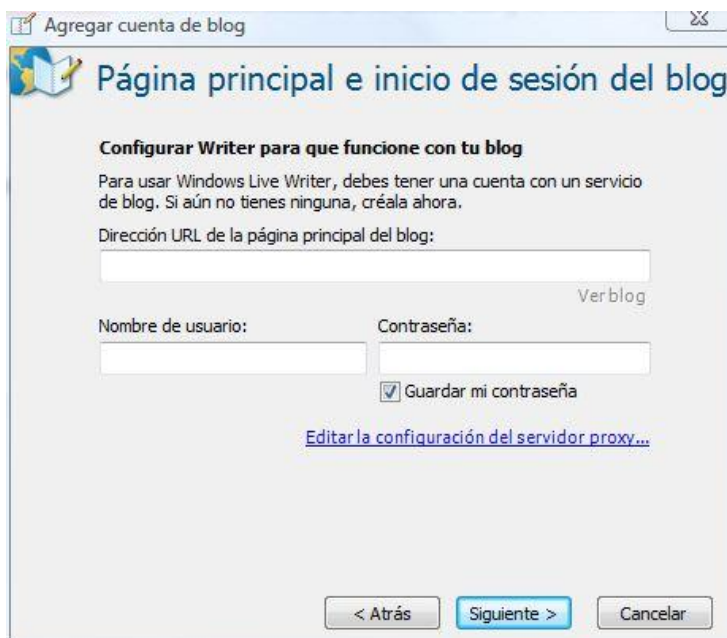 Agregar cuenta de blog
Página principal e inicio de sesión del blog
Configurar Writer para que funcione con tu blog
Para usar Windows Live Writer, debes tener una cuenta con un servicio
de blog. Si aún no tienes ninguna, créala ahora.
Dirección URL de la página principal del blog:
Ver blog
Nombre de usuario: Contraseña:
Guardar mi contraseña
Editar la configuración del servidor proxy...
< Atrás Siguiente > Cancelar